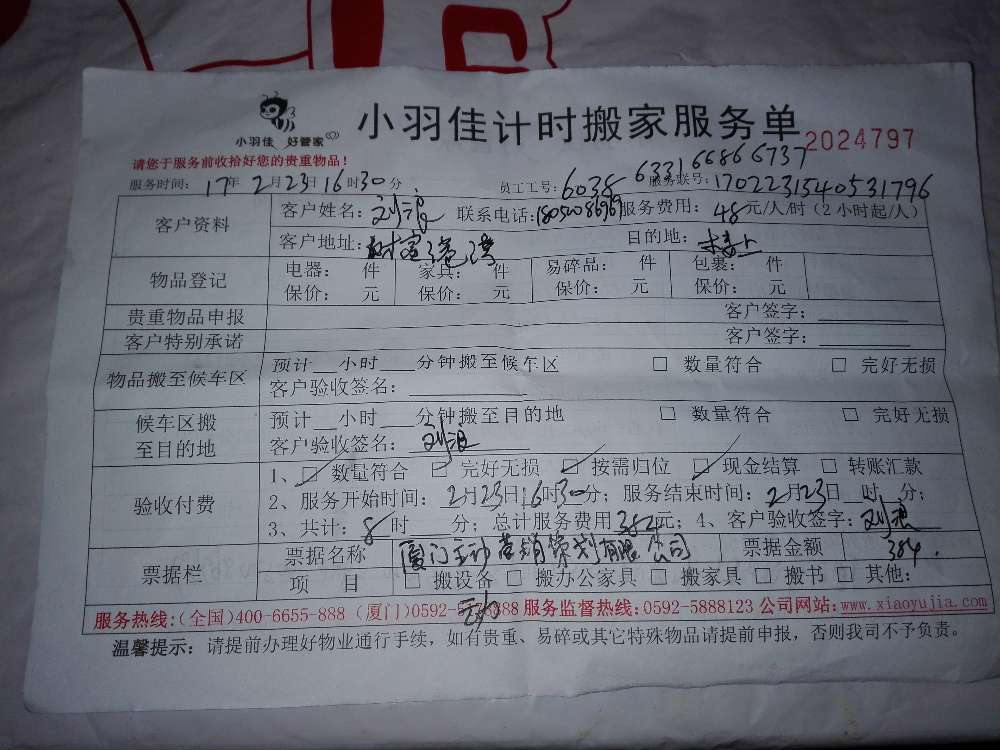 小羽佳 好管家
小羽佳计时搬家服务单
2024797
请您于服务前收拾好您的贵重物品！
6331 66866737
服务时间：17年2月23日16时30分 员工工号：6038 服务联号：1702231540531796
客户资料
客户姓名： 联系电话： 服务费用：48元/人/时（2小时起/人）
客户地址： 目的地：楼上
物品登记
电器： 件 家具： 件 易碎品： 件 包裹： 件
保价： 元 保价： 元 保价： 元 保价： 元
贵重物品申报 客户签字：
客户特别承诺 客户签字：
物品搬至候车区
预计 小时 分钟搬至候车区 □ 数量符合 □ 完好无损
客户验收签名：
候车区搬至目的地
预计 小时 分钟搬至目的地 □ 数量符合 □ 完好无损
客户验收签名：
验收付费
1、☑ 数量符合 ☑ 完好无损 ☑ 按需归位 ☑ 现金结算 □ 转账汇款
2、服务开始时间：2月23日16时30分；服务结束时间：2月23日 时 分；
3、共计：8时 分；总计服务费用384元；4、客户验收签字：
票据栏
票据名称 厦门主动营销策划有限公司 票据金额 384.
项 目 □ 搬设备 □ 搬办公家具 □ 搬家具 □ 搬书 □ 其他：
服务热线：（全国）400-6655-888（厦门）0592- 888 服务监督热线：0592-5888123 公司网站：www.xiaoyujia.com
温馨提示：请提前办理好物业通行手续，如有贵重、易碎或其它特殊物品请提前申报，否则我司不予负责。